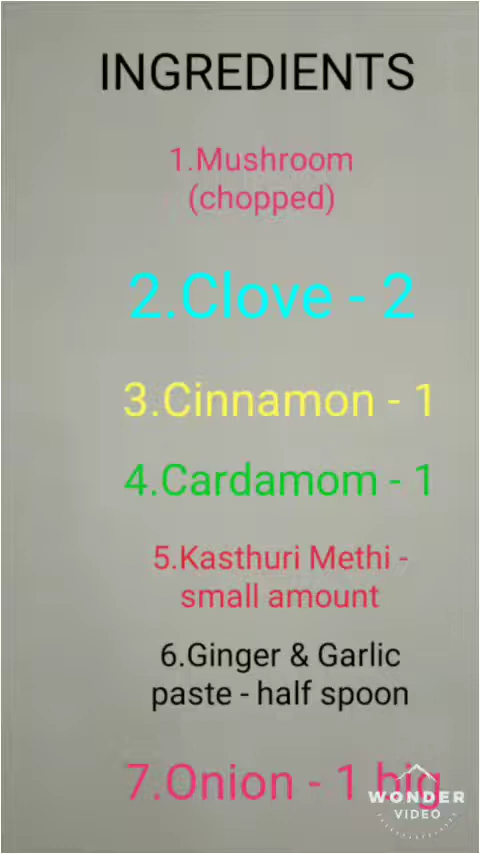 INGREDIENTS
1.Mushroom
(chopped)
2.Clove - 2
3.Cinnamon - 1
4.Cardamom - 1
5.Kasthuri Methi -
small amount
6.Ginger & Garlic
paste - half spoon
7.Onion - 1 big
WONDER
VIDEO